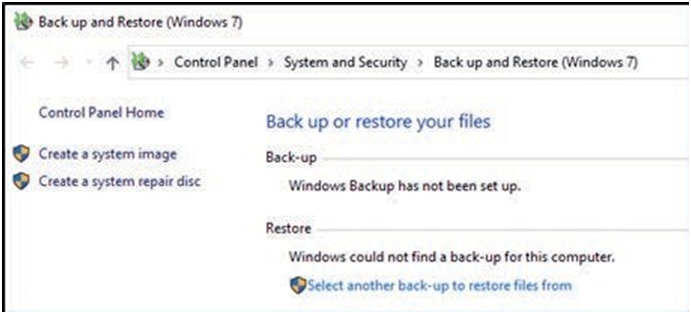 Back up and Restore (Windows 7)
Control Panel > System and Security > Back up and Restore (Windows 7)
Control Panel Home
Create a system image
Create a system repair disc
Back up or restore your files
Back-up
Windows Backup has not been set up.
Restore
Windows could not find a back-up for this computer.
Select another back-up to restore files from